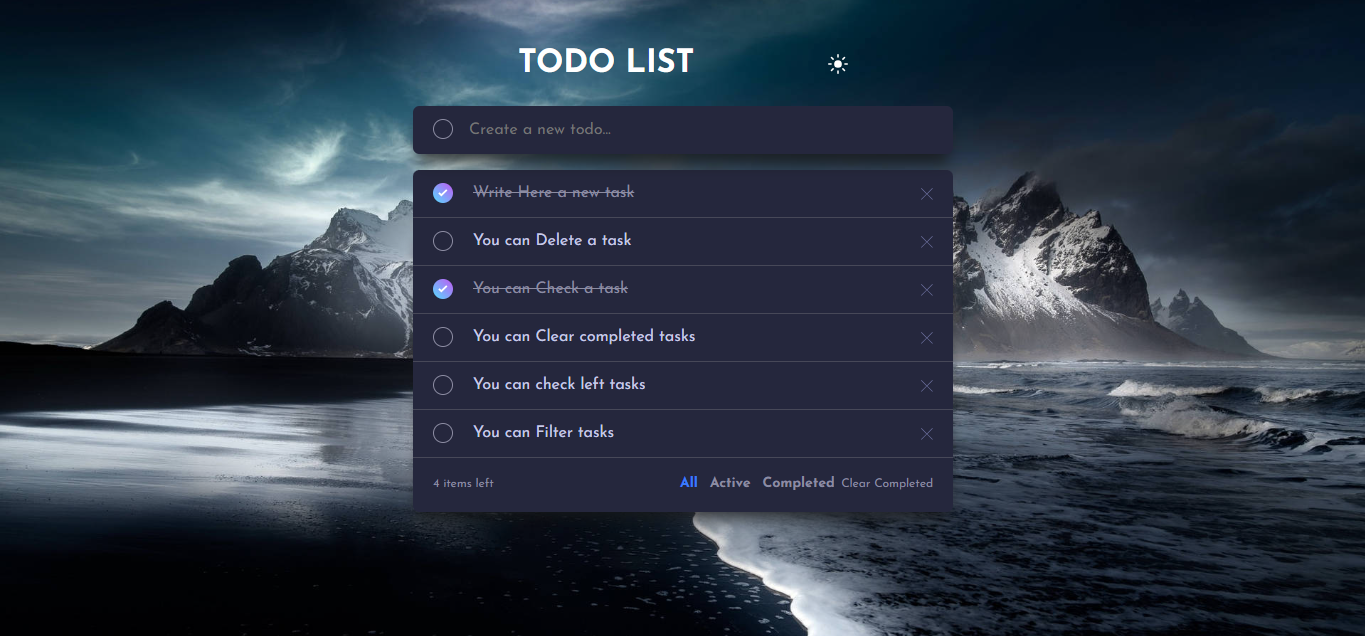 TODO LIST
Create a new todo...
Write Here a new task
You can Delete a task
You can Check a task
You can Clear completed tasks
You can check left tasks
You can Filter tasks
4 items left All Active Completed Clear Completed